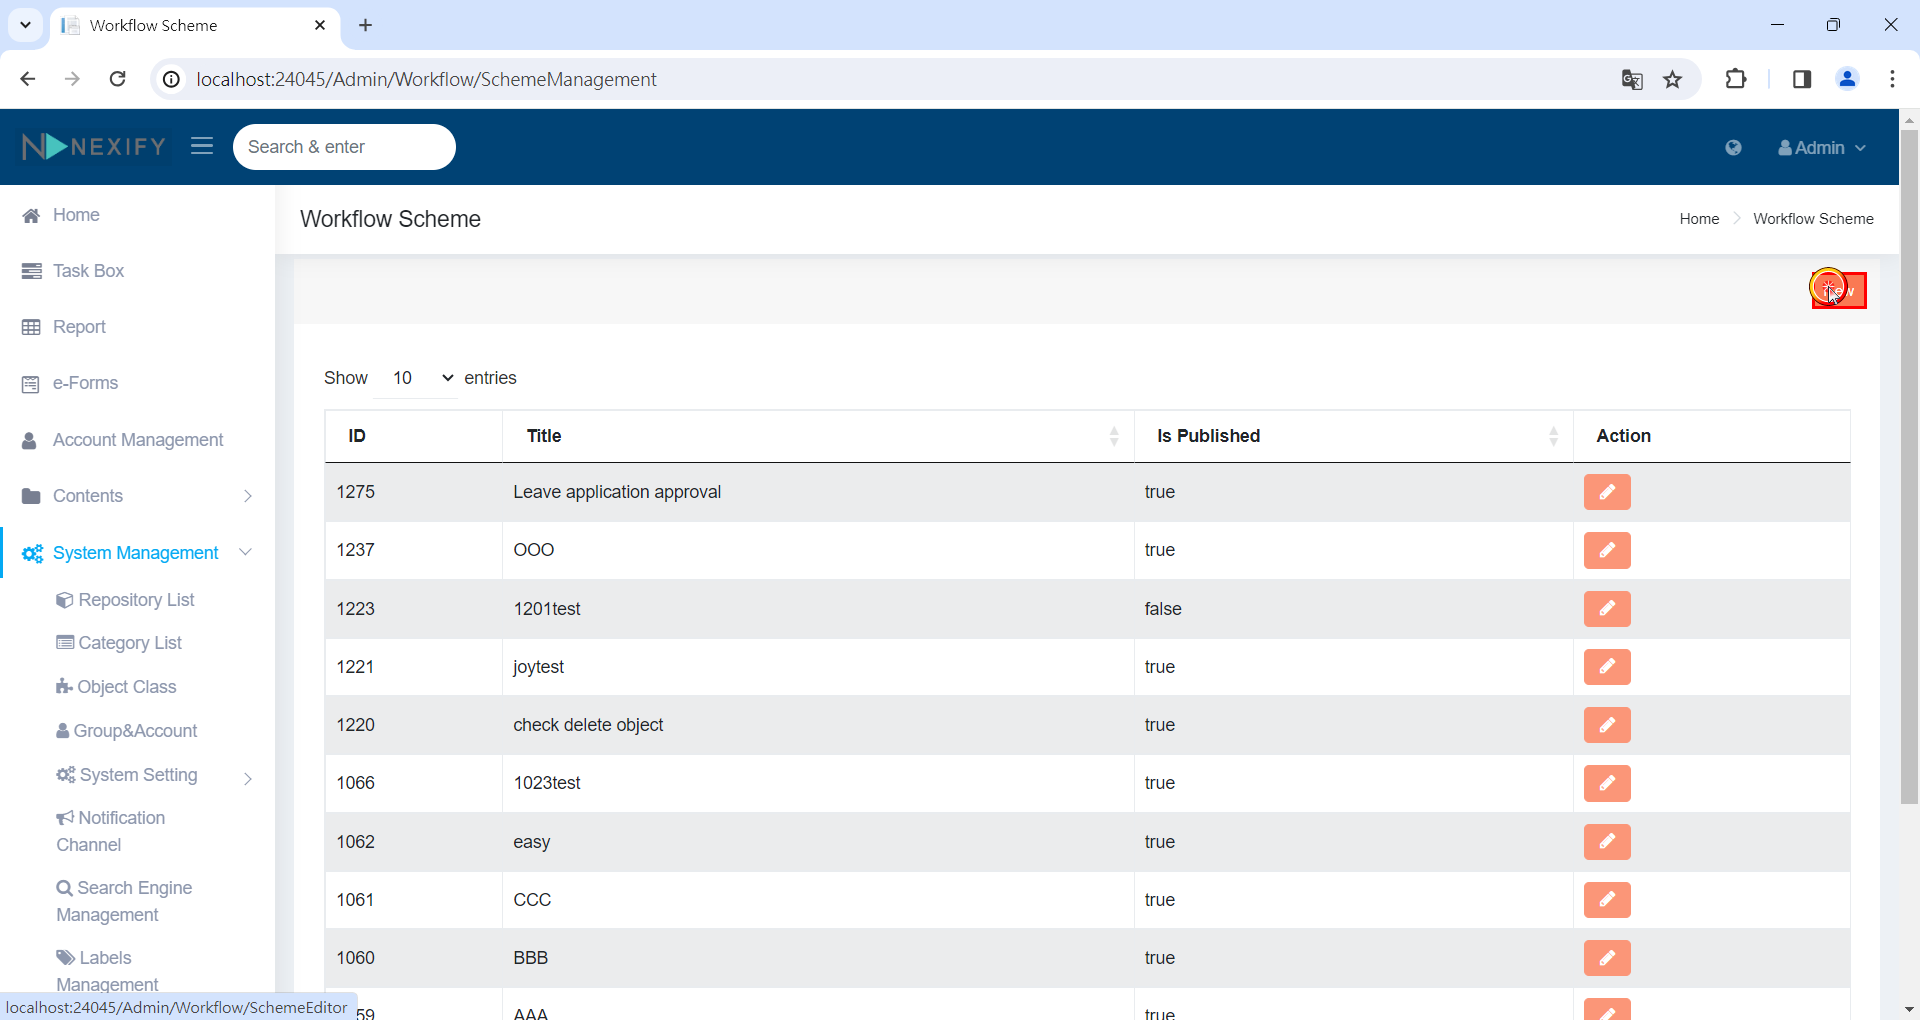 Workflow Scheme
localhost:24045/Admin/Workflow/SchemeManagement
NEXIFY
Search & enter
Admin
Home
Task Box
Report
e-Forms
Account Management
Contents
System Management
Repository List
Category List
Object Class
Group&Account
System Setting
Notification
Channel
Search Engine
Management
Labels
Management
localhost:24045/Admin/Workflow/SchemeEditor
Workflow Scheme
Home Workflow Scheme
Show 10 entries
ID Title Is Published Action
1275 Leave application approval true
1237 OOO true
1223 1201test false
1221 joytest true
1220 check delete object true
1066 1023test true
1062 easy true
1061 CCC true
1060 BBB true
59 AAA true